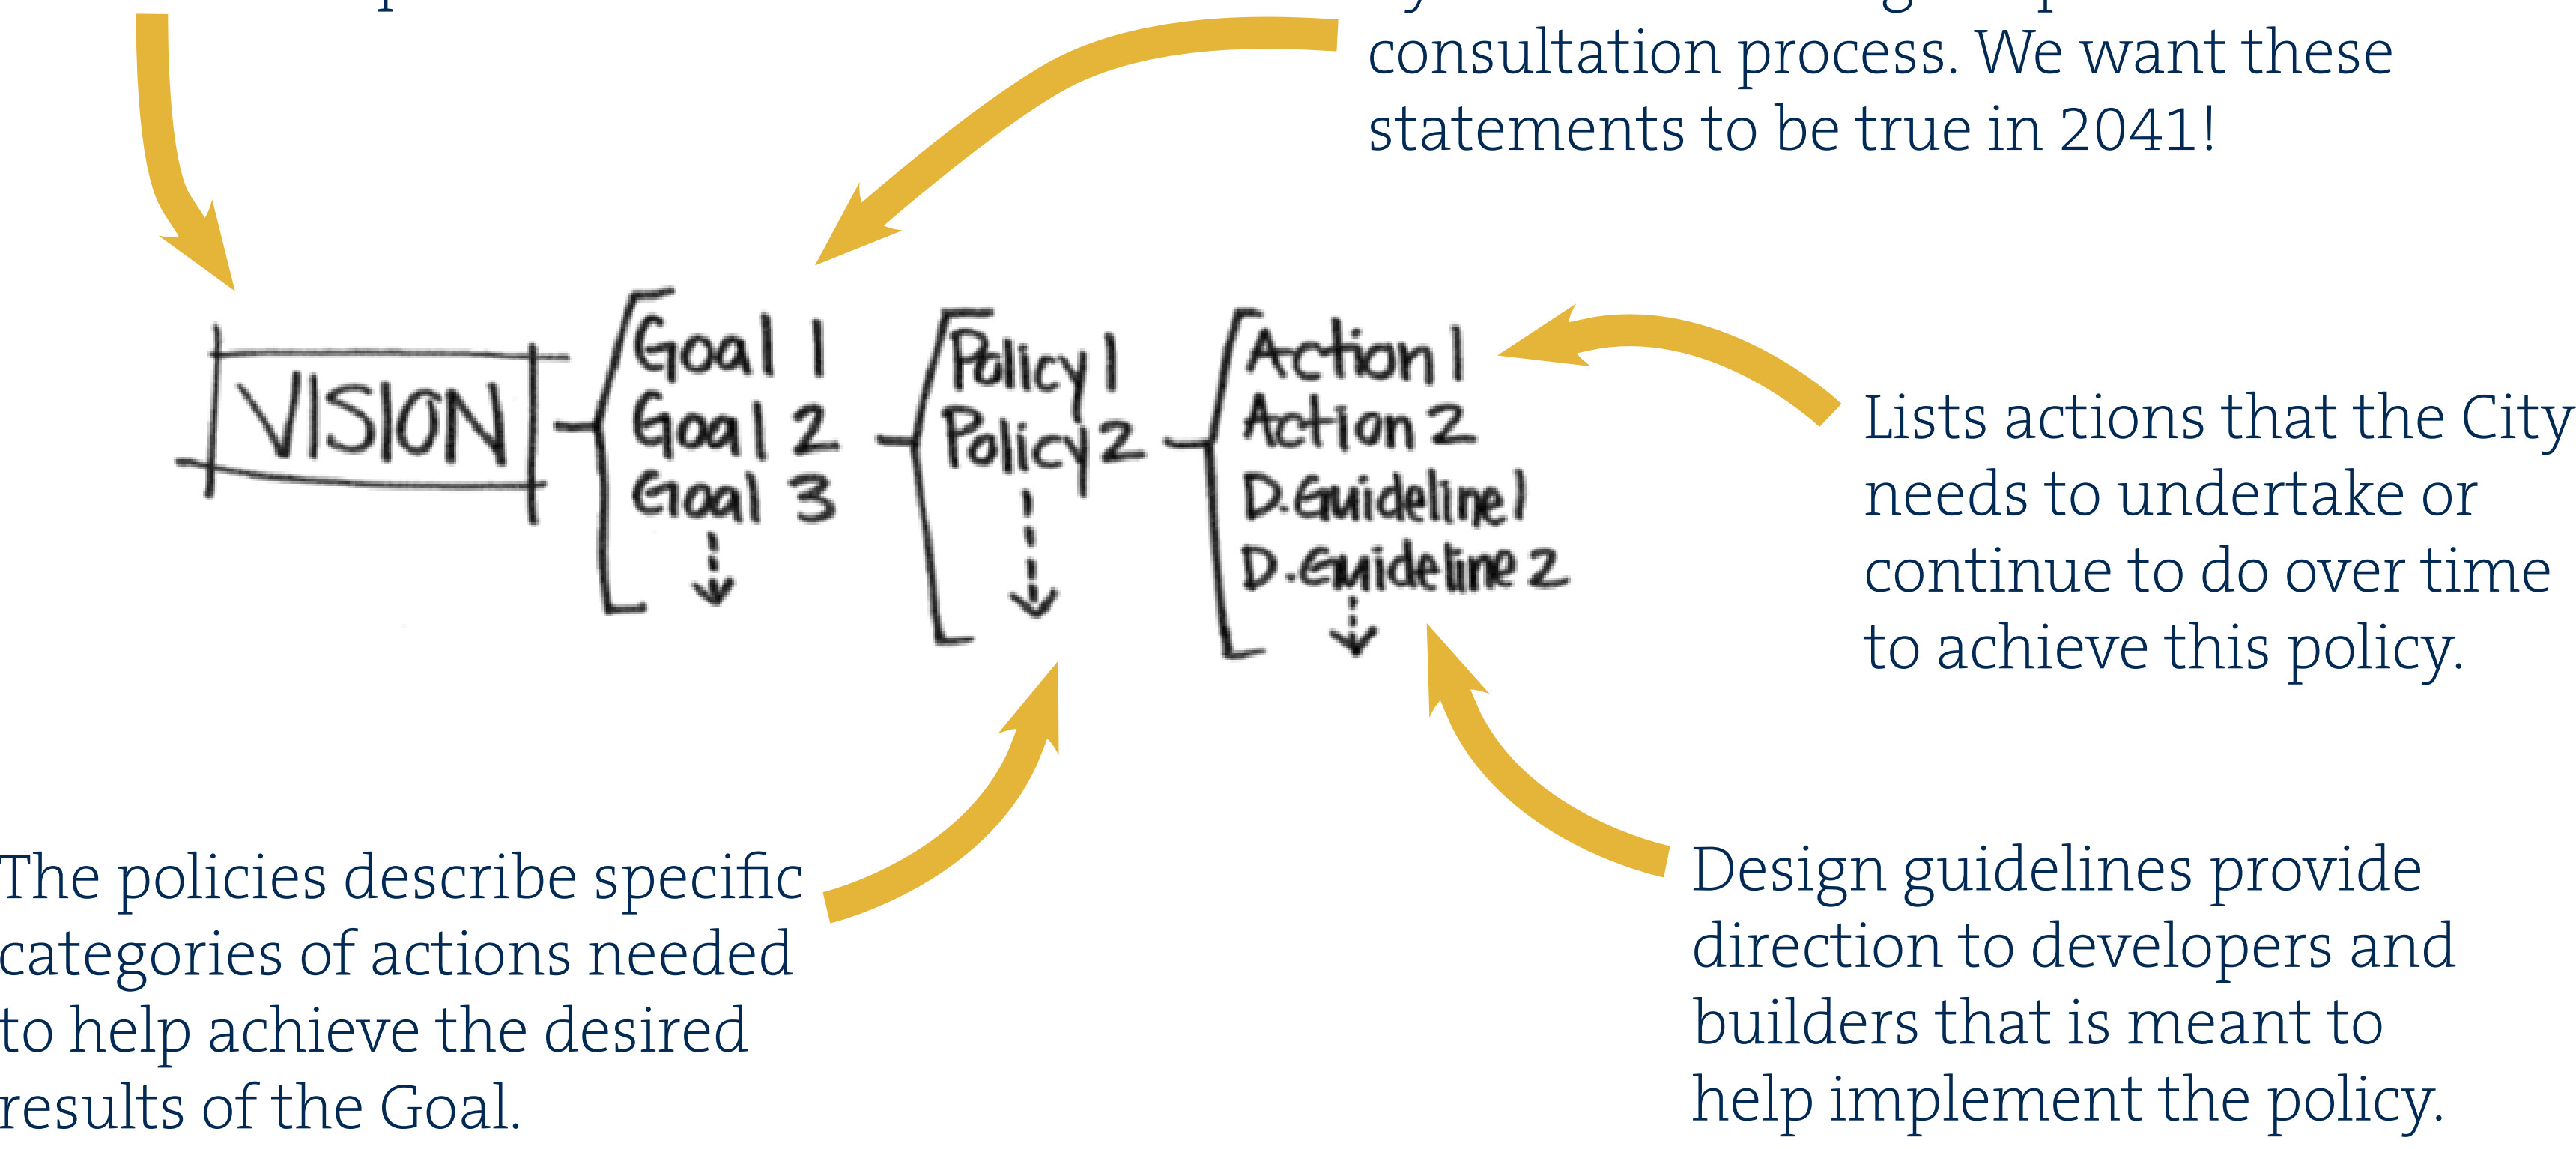 consultation process. We want these
statements to be true in 2041!
VISION
Goal 1
Goal 2
Goal 3
Policy 1
Policy 2
Action 1
Action 2
D. Guideline 1
D. Guideline 2
Lists actions that the City
needs to undertake or
continue to do over time
to achieve this policy.
The policies describe specific
categories of actions needed
to help achieve the desired
results of the Goal.
Design guidelines provide
direction to developers and
builders that is meant to
help implement the policy.